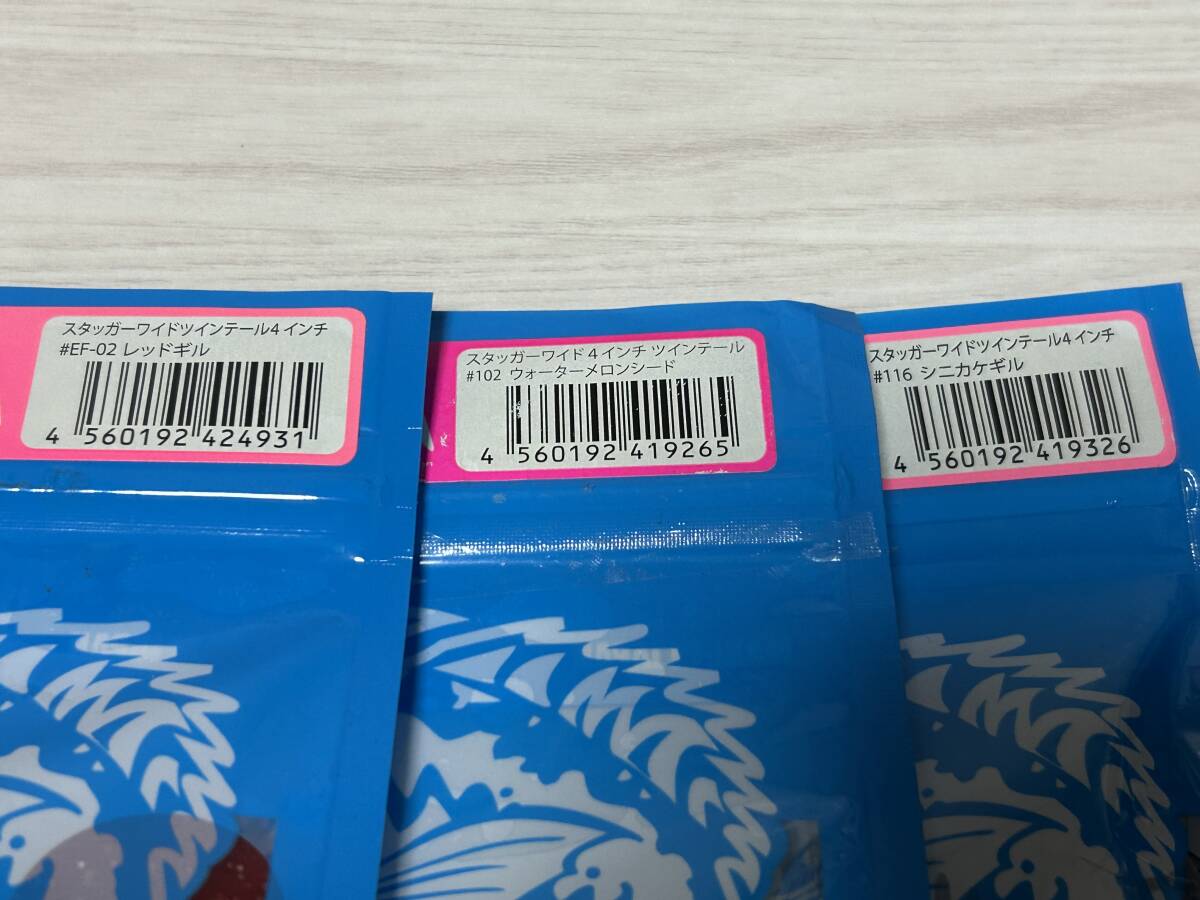 スタッガーワイドツインテール4インチ
#EF-02 レッドギル
4 560192 424931
スタッガーワイド 4 インチ ツインテール
#102 ウォーターメロンシード
4 560192 419265
スタッガーワイドツインテール4インチ
#116 シニカケギル
4 560192 419326